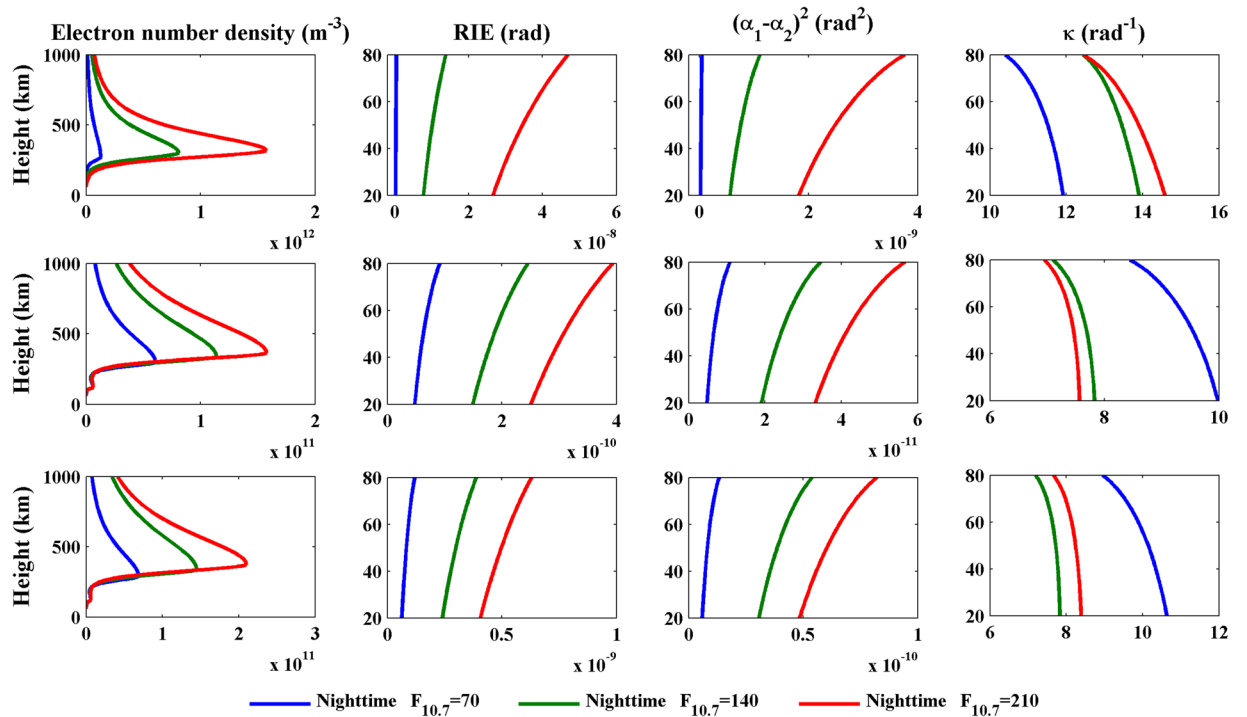 Electron number density (m⁻³) RIE (rad) (α₁-α₂)² (rad²) κ (rad⁻¹)
Height (km)
1000 80 80 80
60 60 60
500
40 40 40
0 20 20 20
0 1 2 0 2 4 6 0 2 4 10 12 14 16
x 10¹² x 10⁻⁸ x 10⁻⁹
Height (km)
1000 80 80 80
60 60 60
500
40 40 40
0 20 20 20
0 1 2 0 2 4 0 2 4 6 6 8 10
x 10¹¹ x 10⁻¹⁰ x 10⁻¹¹
Height (km)
1000 80 80 80
60 60 60
500
40 40 40
0 20 20 20
0 1 2 3 0 0.5 1 0 0.5 1 6 8 10 12
x 10¹¹ x 10⁻⁹ x 10⁻¹⁰
Nighttime F₁₀.₇=70 Nighttime F₁₀.₇=140 Nighttime F₁₀.₇=210